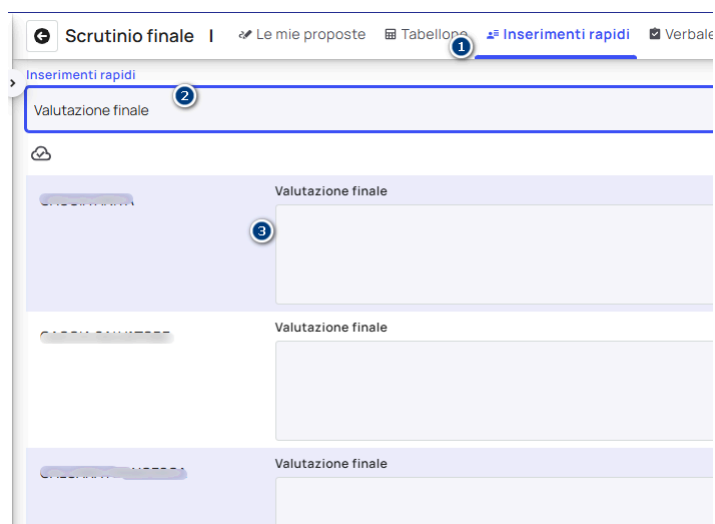 Scrutinio finale | Le mie proposte Tabellone 1 Inserimenti rapidi Verbale
Inserimenti rapidi
2
Valutazione finale
Valutazione finale
3
Valutazione finale
Valutazione finale